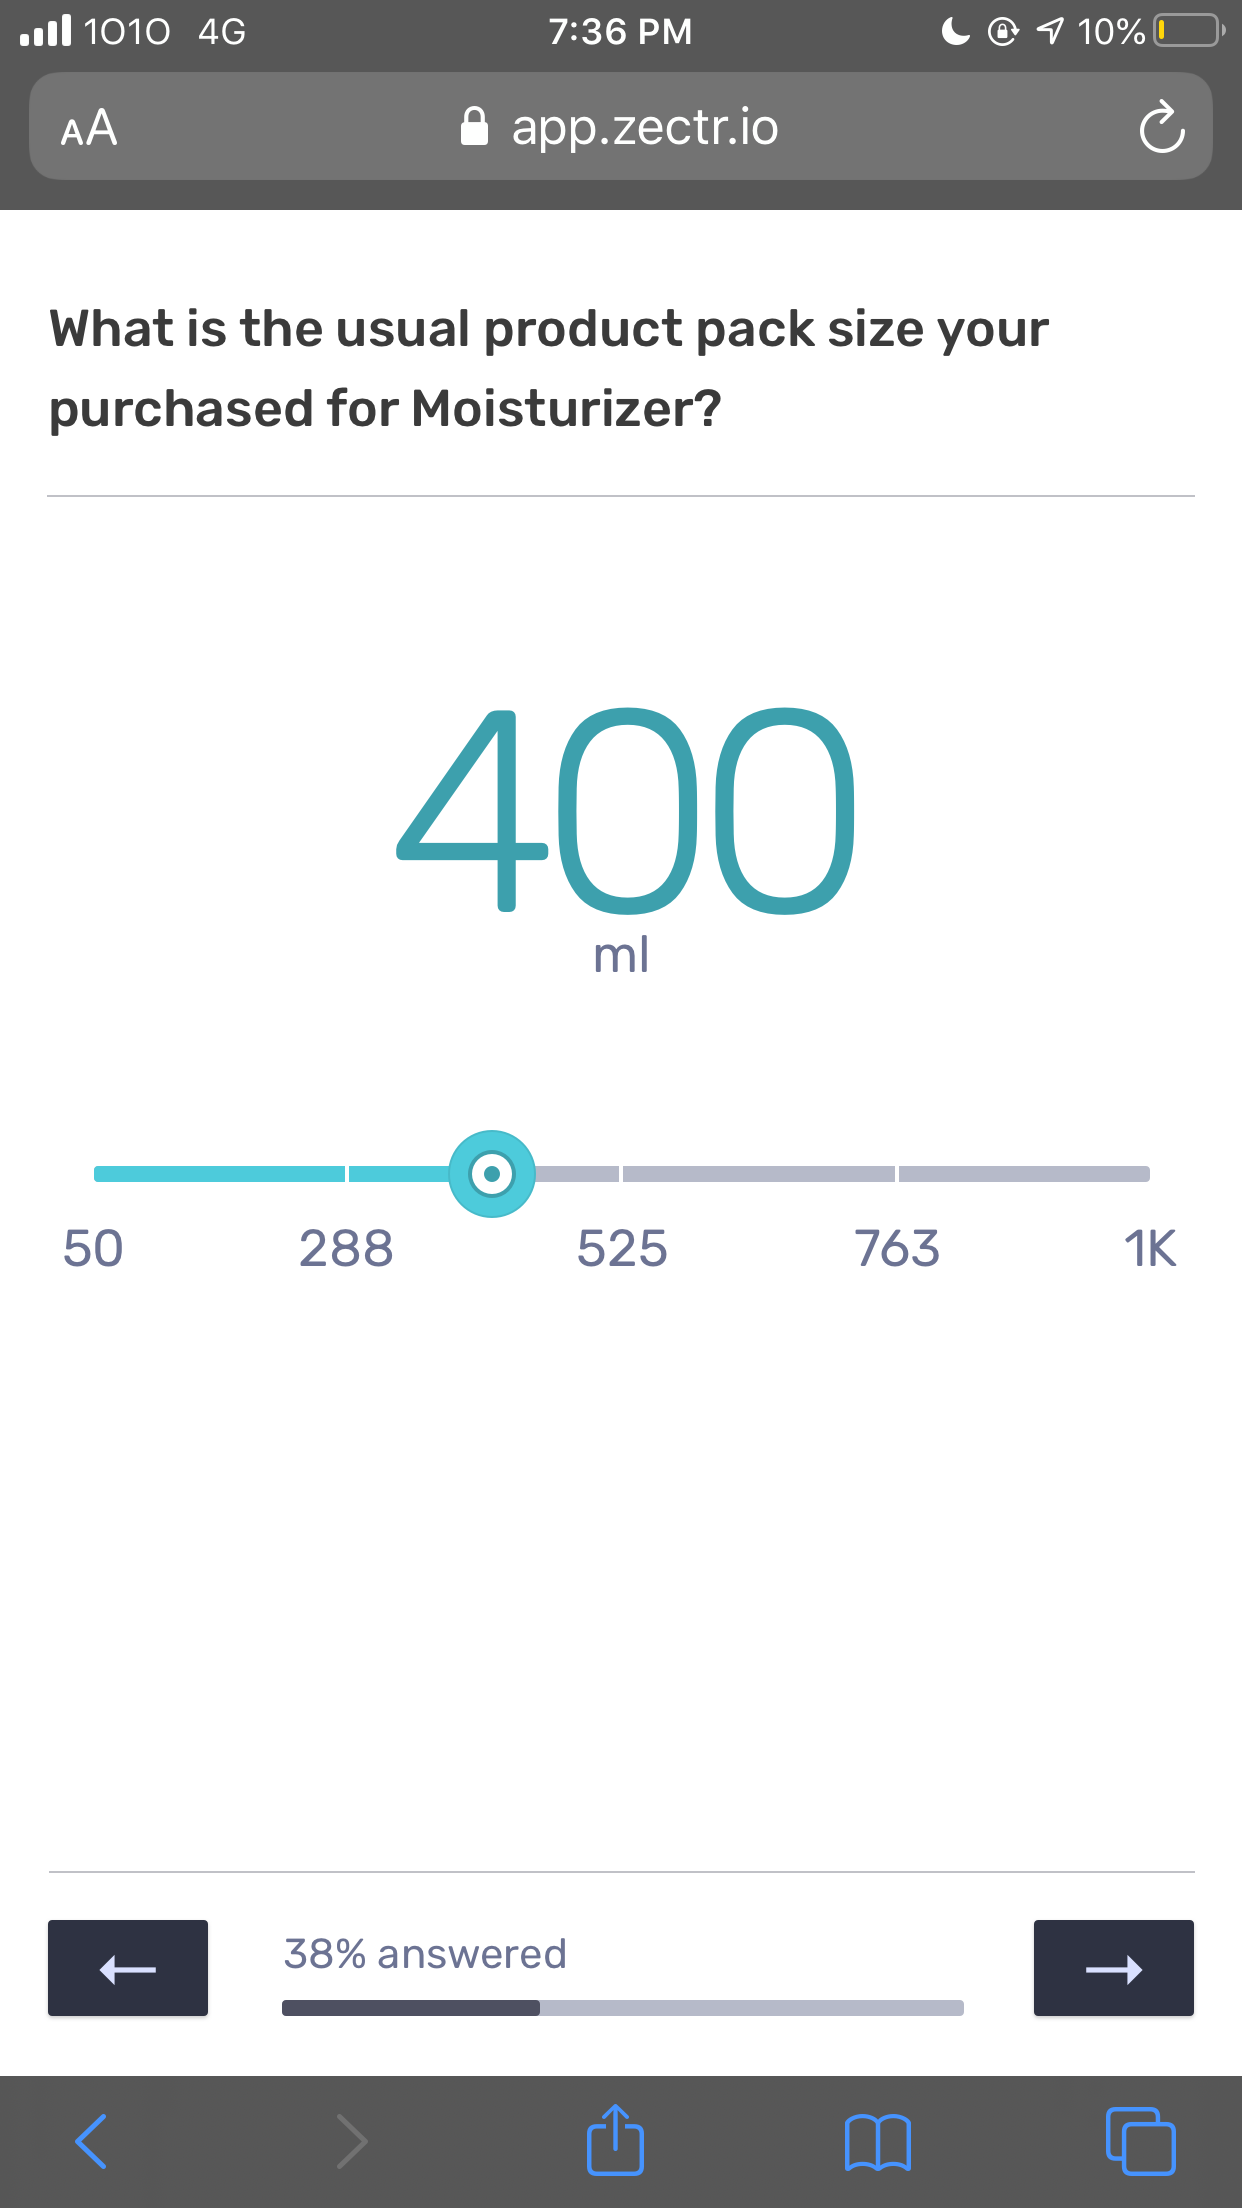 1010 4G 7:36 PM 10%
AA app.zectr.io
What is the usual product pack size your
purchased for Moisturizer?
400
ml
50 288 525 763 1K
38% answered